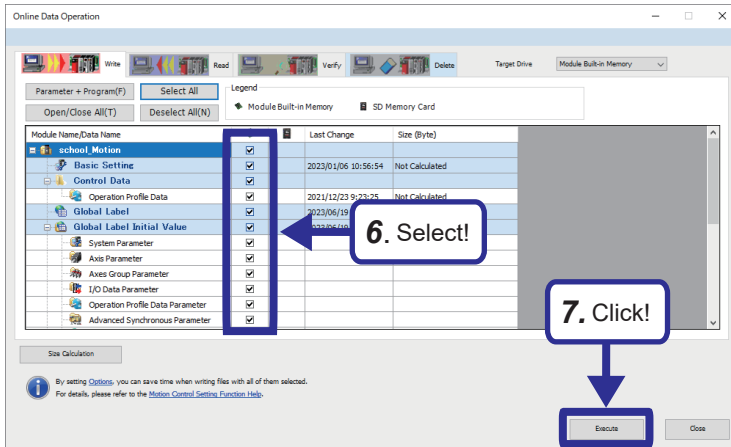 Online Data Operation
Write
Read
Verify
Delete
Target Drive
Module Built-in Memory
Parameter + Program(F)
Select All
Legend
Open/Close All(T)
Deselect All(N)
Module Built-in Memory
SD Memory Card
Module Name/Data Name
Last Change
Size (Byte)
school_Motion
Basic Setting
2023/01/06 10:56:54
Not Calculated
Control Data
Operation Profile Data
2021/12/23 9:23:25
Not Calculated
Global Label
2023/06/19
Global Label Initial Value
2023/06/19
System Parameter
Axis Parameter
Axes Group Parameter
I/O Data Parameter
Operation Profile Data Parameter
Advanced Synchronous Parameter
6. Select!
7. Click!
Size Calculation
By setting Options, you can save time when writing files with all of them selected.
For details, please refer to the Motion Control Setting Function Help.
Execute
Close